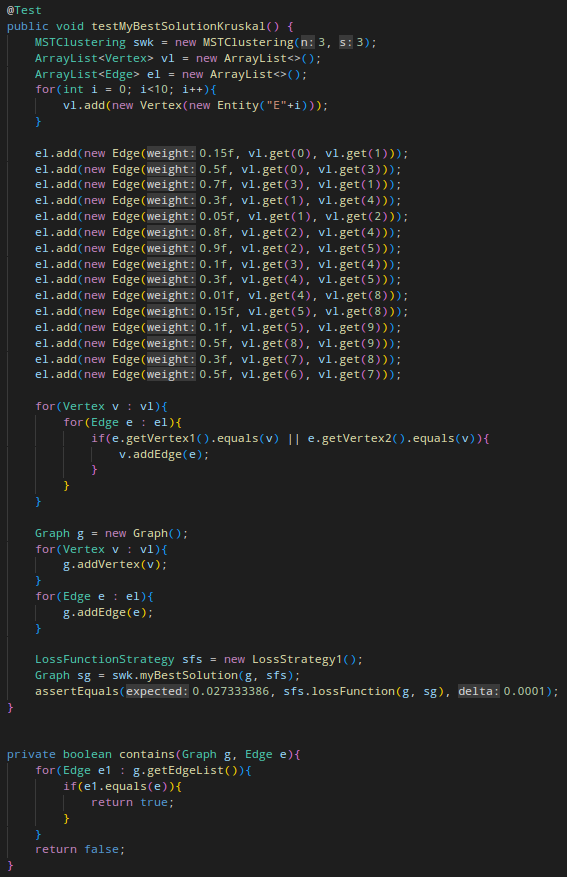 @Test
public void testMyBestSolutionKruskal() {
    MSTClustering swk = new MSTClustering(n: 3, s: 3);
    ArrayList<Vertex> vl = new ArrayList<>();
    ArrayList<Edge> el = new ArrayList<>();
    for(int i = 0; i<10; i++){
        vl.add(new Vertex(new Entity("E"+i)));
    }

    el.add(new Edge(weight: 0.15f, vl.get(0), vl.get(1)));
    el.add(new Edge(weight: 0.5f, vl.get(0), vl.get(3)));
    el.add(new Edge(weight: 0.7f, vl.get(3), vl.get(1)));
    el.add(new Edge(weight: 0.3f, vl.get(1), vl.get(4)));
    el.add(new Edge(weight: 0.05f, vl.get(1), vl.get(2)));
    el.add(new Edge(weight: 0.8f, vl.get(2), vl.get(4)));
    el.add(new Edge(weight: 0.9f, vl.get(2), vl.get(5)));
    el.add(new Edge(weight: 0.1f, vl.get(3), vl.get(4)));
    el.add(new Edge(weight: 0.3f, vl.get(4), vl.get(5)));
    el.add(new Edge(weight: 0.01f, vl.get(4), vl.get(8)));
    el.add(new Edge(weight: 0.15f, vl.get(5), vl.get(8)));
    el.add(new Edge(weight: 0.1f, vl.get(5), vl.get(9)));
    el.add(new Edge(weight: 0.5f, vl.get(8), vl.get(9)));
    el.add(new Edge(weight: 0.3f, vl.get(7), vl.get(8)));
    el.add(new Edge(weight: 0.5f, vl.get(6), vl.get(7)));

    for(Vertex v : vl){
        for(Edge e : el){
            if(e.getVertex1().equals(v) || e.getVertex2().equals(v)){
                v.addEdge(e);
            }
        }
    }

    Graph g = new Graph();
    for(Vertex v : vl){
        g.addVertex(v);
    }
    for(Edge e : el){
        g.addEdge(e);
    }

    LossFunctionStrategy sfs = new LossStrategy1();
    Graph sg = swk.myBestSolution(g, sfs);
    assertEquals(expected: 0.027333386, sfs.lossFunction(g, sg), delta: 0.0001);
}

private boolean contains(Graph g, Edge e){
    for(Edge e1 : g.getEdgeList()){
        if(e1.equals(e)){
            return true;
        }
    }
    return false;
}